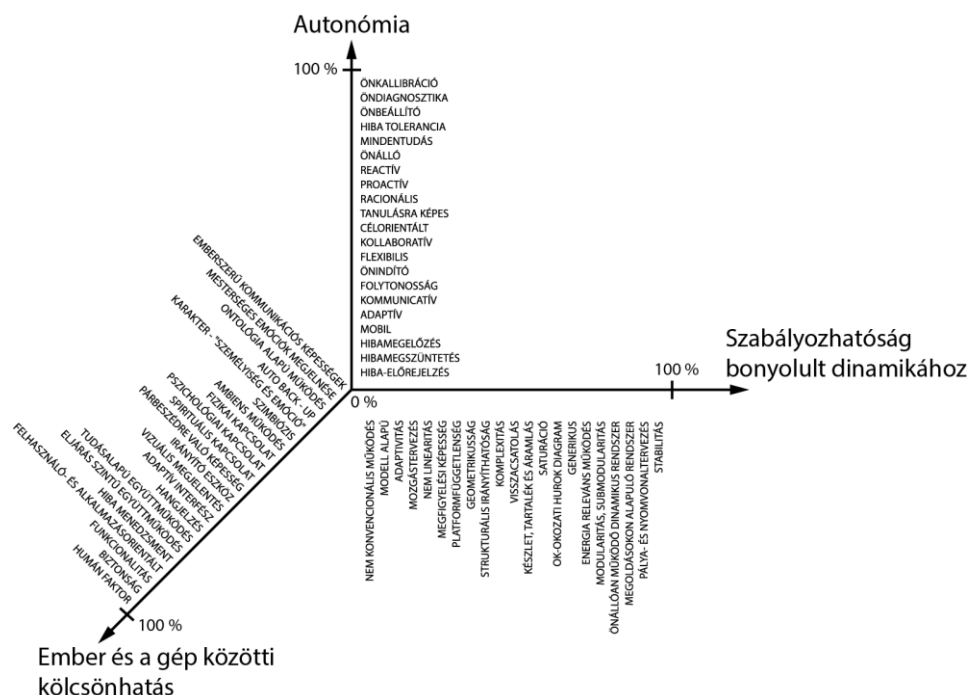 Autonómia
100 %
ÖNKALLIBRÁCIÓ
ÖNDIAGNOSZTIKA
ÖNBEÁLLÍTÓ
HIBA TOLERANCIA
MINDENTUDÁS
ÖNÁLLÓ
REACTÍV
PROACTÍV
RACIONÁLIS
TANULÁSRA KÉPES
CÉLORIENTÁLT
KOLLABORATÍV
FLEXIBILIS
ÖNINDÍTÓ
FOLYTONOSSÁG
KOMMUNICATÍV
ADAPTÍV
MOBIL
HIBAMEGELŐZÉS
HIBAMEGSZÜNTETÉS
HIBA-ELŐREJELZÉS
Szabályozhatóság
bonyolult dinamikához
100 %
0 %
NEM KONVENCIONÁLIS MŰKÖDÉS
MODELL ALAPÚ
ADAPTIVITÁS
MOZGÁSTERVEZÉS
NEM LINEARITÁS
MEGFIGYELÉSI KÉPESSÉG
PLATFORMFÜGGETLENSÉG
GEOMETRIKUSSÁG
STRUKTURÁLIS IRÁNYÍTHATÓSÁG
KOMPLEXITÁS
VISSZACSATOLÁS
KÉSZLET, TARTALÉK ÉS ÁRAMLÁS
SATURÁCIÓ
OK-OKOZATI HUROK DIAGRAM
GENERIKUS
ENERGIA RELEVÁNS MŰKÖDÉS
MODULARITÁS, SUBMODULARITÁS
ÖNÁLLÓAN MŰKÖDŐ DINAMIKUS RENDSZER
MEGOLDÁSOKON ALAPULÓ RENDSZER
PÁLYA- ÉS NYOMVONALTERVEZÉS
STABILITÁS
EMBERSZERŰ KOMMUNIKÁCIÓS KÉPESSÉGEK
MESTERSÉGES EMÓCIÓK MEGJELNÉSE
ONTOLÓGIA ALAPÚ MŰKÖDÉS
AUTO BACK - UP
KARAKTER - "SZEMÉLYISÉG ÉS EMÓCIÓ"
SZIMBIÓZIS
AMBIENS MŰKÖDÉS
FIZIKAI KAPCSOLAT
PSZICHOLÓGIAI KAPCSOLAT
SPIRITUÁLIS KAPCSOLAT
PÁRBESZÉDRE VALÓ KÉPESSÉG
IRÁNYÍTÓ ESZKÖZ
VIZUÁLIS MEGJELENTÉS
ADAPTÍV INTERFÉSZ
HANGJELZÉS
TUDÁSALAPÚ EGYÜTTMŰKÖDÉS
ELJÁRÁS SZINTŰ EGYÜTTMŰKÖDÉS
HIBA MENEDZSMENT
FELHASZNÁLÓ- ÉS ALKALMAZÁSORIENTÁLT
FUNKCIONALITÁS
BIZTONSÁG
HUMÁN FAKTOR
100 %
Ember és a gép közötti
kölcsönhatás